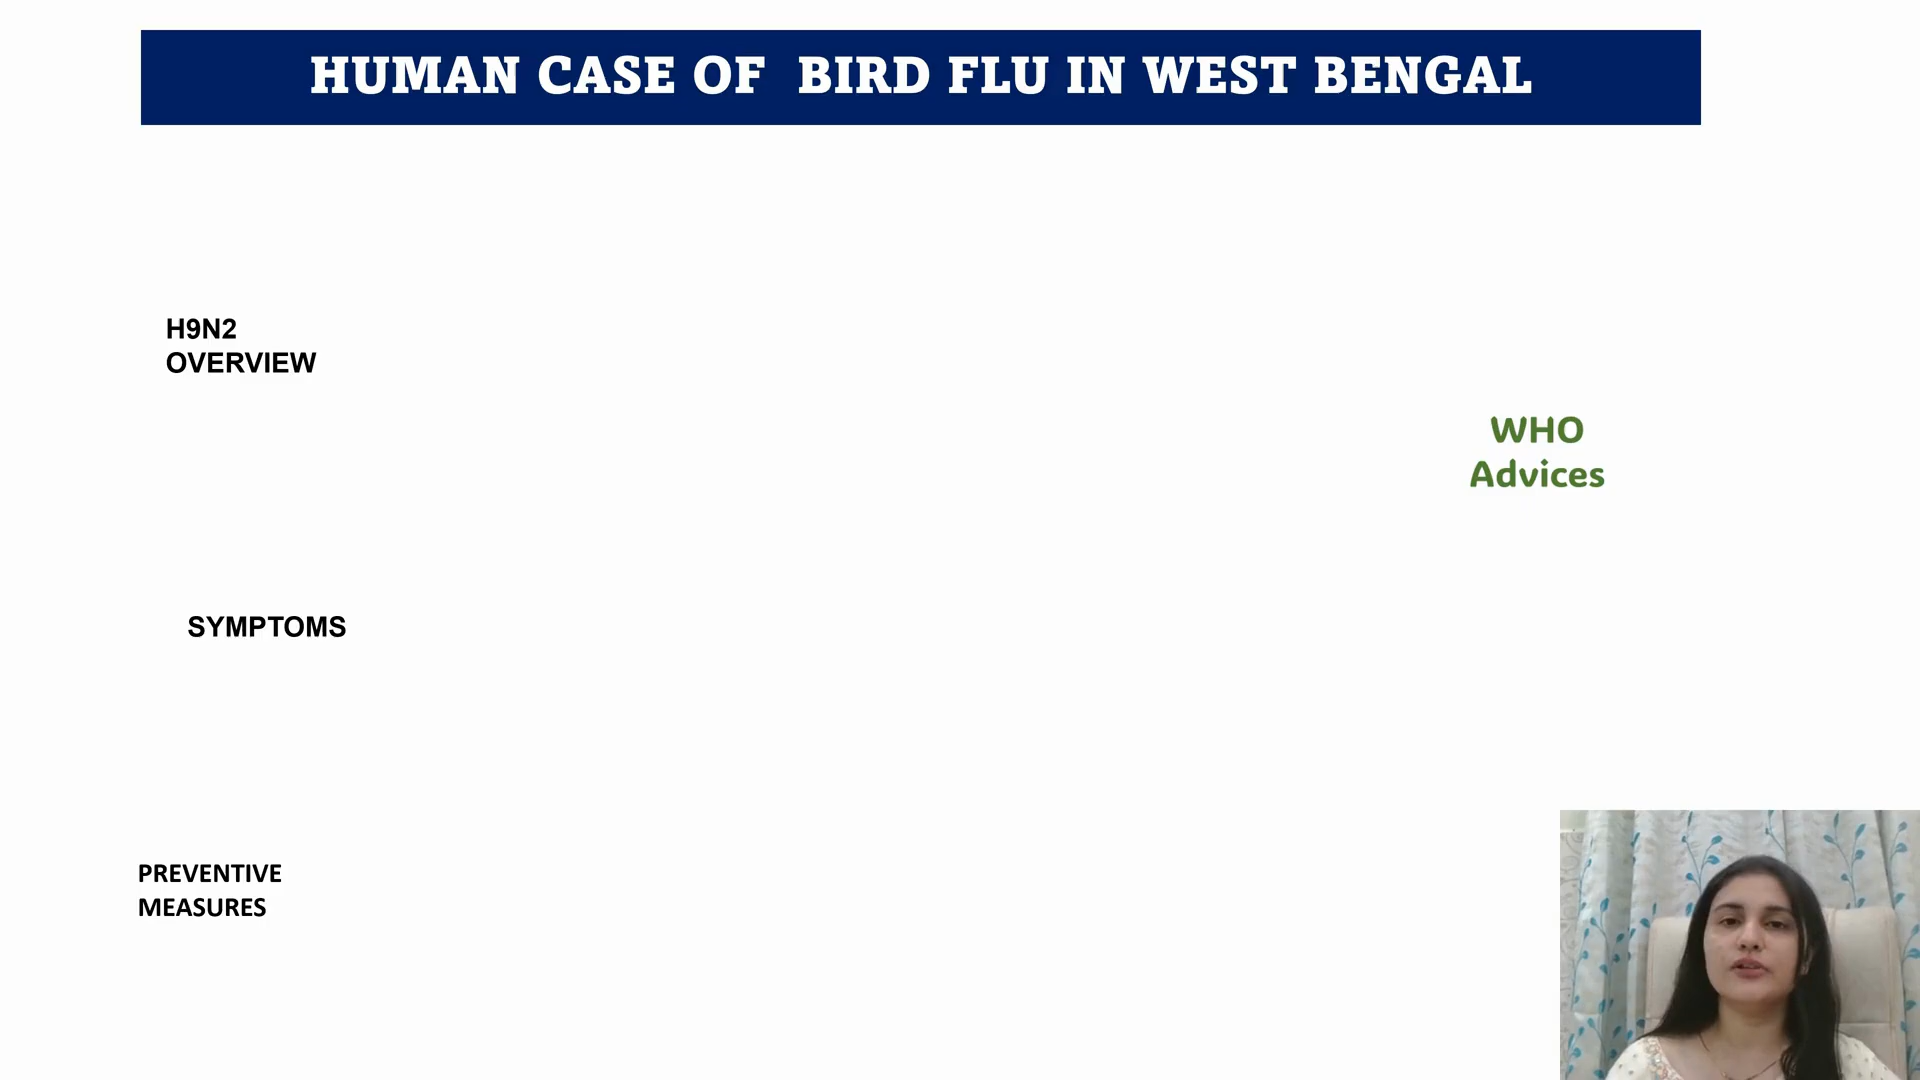 HUMAN CASE OF BIRD FLU IN WEST BENGAL
H9N2
OVERVIEW
WHO
Advices
SYMPTOMS
PREVENTIVE
MEASURES